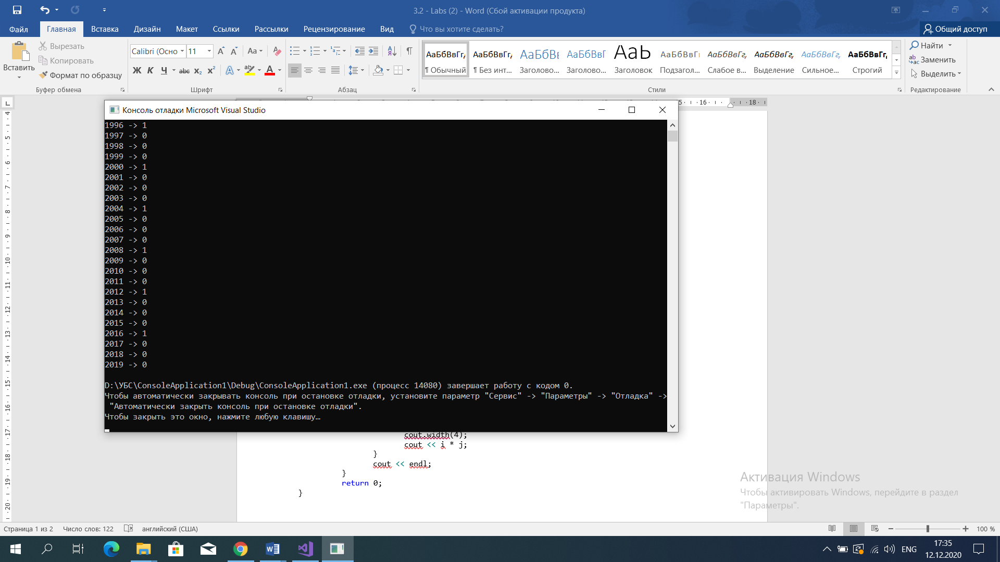 3.2 - Labs (2) - Word (Сбой активации продукта)
Файл Главная Вставка Дизайн Макет Ссылки Рассылки Рецензирование Вид Что вы хотите сделать? Общий доступ
Вставить
Вырезать
Копировать
Формат по образцу
Буфер обмена
Calibri (Осно 11
Aa
Ж К Ч abc x₂ x²
Шрифт
Абзац
АаБбВвГг, АаБбВвГг, АаБбВв АаБбВвГ АаЬ АаБбВвГг АаБбВвГг, АаБбВвГг, АаБбВвГг, АаБбВвГг,
¶ Обычный ¶ Без инт... Заголово... Заголово... Заголовок Подзагол... Слабое в... Выделение Сильное... Строгий
Стили
Найти
Заменить
Выделить
Редактирование
Консоль отладки Microsoft Visual Studio
1996 -> 1
1997 -> 0
1998 -> 0
1999 -> 0
2000 -> 1
2001 -> 0
2002 -> 0
2003 -> 0
2004 -> 1
2005 -> 0
2006 -> 0
2007 -> 0
2008 -> 1
2009 -> 0
2010 -> 0
2011 -> 0
2012 -> 1
2013 -> 0
2014 -> 0
2015 -> 0
2016 -> 1
2017 -> 0
2018 -> 0
2019 -> 0
D:\УБС\ConsoleApplication1\Debug\ConsoleApplication1.exe (процесс 14080) завершает работу с кодом 0.
Чтобы автоматически закрывать консоль при остановке отладки, установите параметр "Сервис" -> "Параметры" -> "Отладка" ->
"Автоматически закрыть консоль при остановке отладки".
Чтобы закрыть это окно, нажмите любую клавишу…
cout.width(4);
cout << i * j;
}
cout << endl;
}
return 0;
}
Активация Windows
Чтобы активировать Windows, перейдите в раздел
"Параметры".
Страница 1 из 2 Число слов: 122 английский (США) 100 %
ENG
17:35
12.12.2020